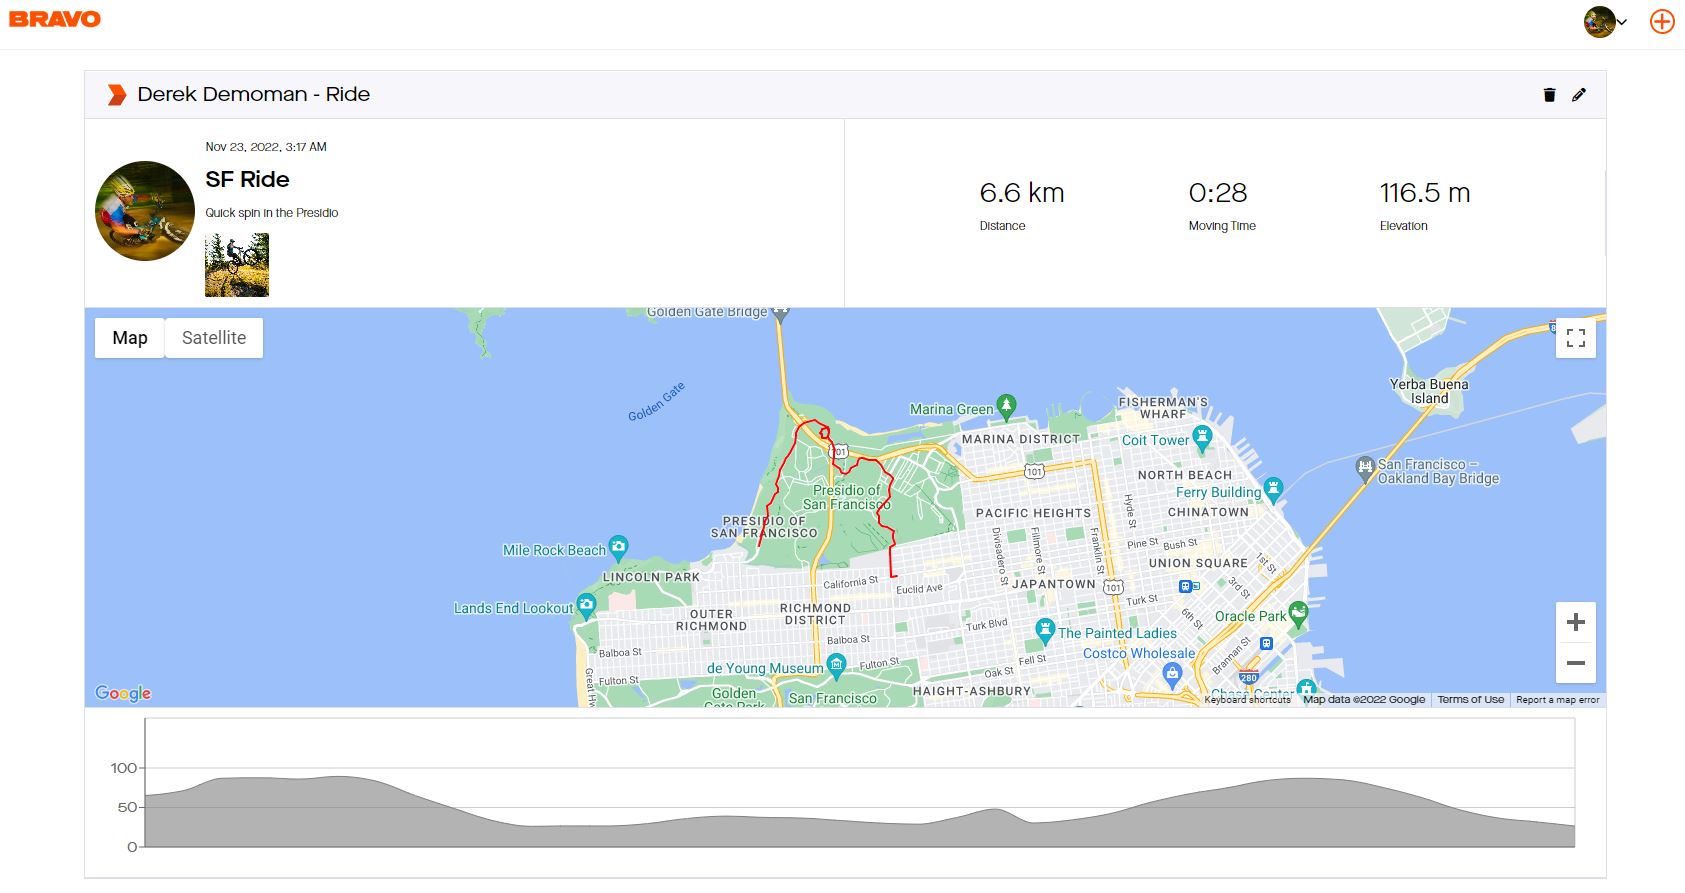 BRAVO
Derek Demoman - Ride
Nov 23, 2022, 3:17 AM
SF Ride
Quick spin in the Presidio
6.6 km
Distance
0:28
Moving Time
116.5 m
Elevation
Map
Satellite
Golden Gate Bridge
Golden Gate
Yerba Buena
Island
Marina Green
FISHERMAN'S
WHARF
MARINA DISTRICT
Coit Tower
101
101
San Francisco –
Oakland Bay Bridge
NORTH BEACH
Presidio of
San Francisco
Ferry Building
Hyde St
PACIFIC HEIGHTS
CHINATOWN
PRESIDIO OF
SAN FRANCISCO
Divisadero St
Fillmore St
Franklin St
Pine St
Bush St
Mile Rock Beach
UNION SQUARE
1st St
LINCOLN PARK
California St
Euclid Ave
JAPANTOWN
101
3rd St
Lands End Lookout
OUTER
RICHMOND
RICHMOND
DISTRICT
Turk St
6th St
Oracle Park
Turk Blvd
The Painted Ladies
Balboa St
Balboa St
Brannan St
Costco Wholesale
de Young Museum
Fulton St
Fell St
Oak St
Fulton St
280
Great Hw
Golden
Gate Park
San Francisco
HAIGHT-ASHBURY
Chase Center
Google
Keyboard shortcuts
Map data ©2022 Google
Terms of Use
Report a map error
100
50
0